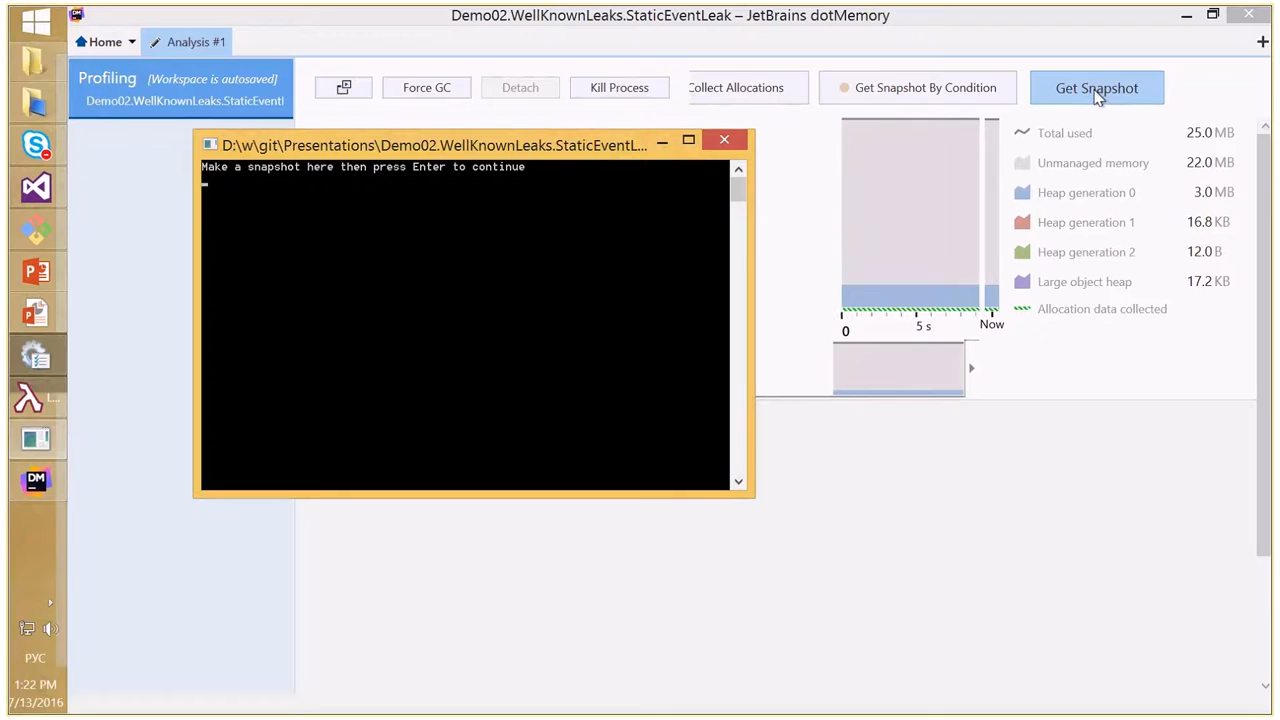 Demo02.WellKnownLeaks.StaticEventLeak – JetBrains dotMemory
Home
Analysis #1
Profiling [Workspace is autosaved]
Demo02.WellKnownLeaks.StaticEventl
Force GC
Detach
Kill Process
Collect Allocations
Get Snapshot By Condition
Get Snapshot
D:\w\git\Presentations\Demo02.WellKnownLeaks.StaticEventL...
Make a snapshot here then press Enter to continue
Total used 25.0 MB
Unmanaged memory 22.0 MB
Heap generation 0 3.0 MB
Heap generation 1 16.8 KB
Heap generation 2 12.0 B
Large object heap 17.2 KB
Allocation data collected
0
5 s
Now
DM
РУС
1:22 PM
7/13/2016